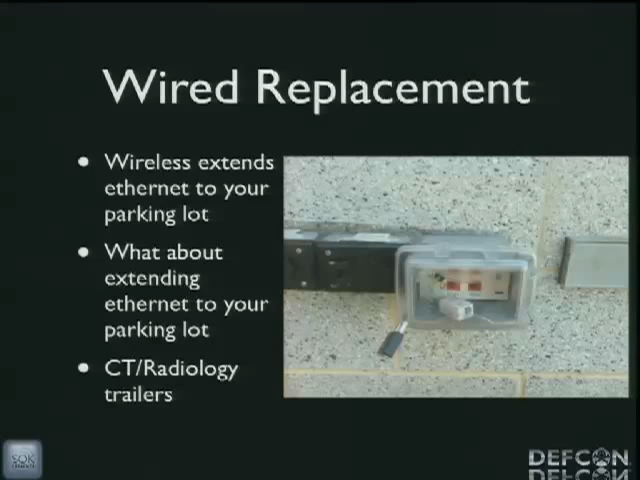 Wired Replacement
Wireless extends
ethernet to your
parking lot
What about
extending
ethernet to your
parking lot
CT/Radiology
trailers
SOK
DEFCON